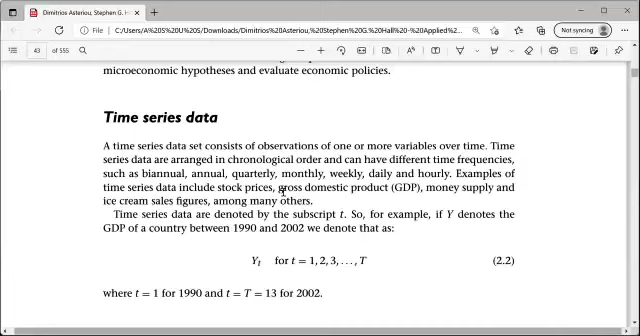 Dimitrios Asteriou, Stephen G. H
File
C:/Users/A%20S%20U%20S/Downloads/Dimitrios%20Asteriou,%20Stephen%20G.%20Hall%20-%20Applied%2...
Not syncing
43 of 555
microeconomic hypotheses and evaluate economic policies.
Time series data
A time series data set consists of observations of one or more variables over time. Time
series data are arranged in chronological order and can have different time frequencies,
such as biannual, annual, quarterly, monthly, weekly, daily and hourly. Examples of
time series data include stock prices, gross domestic product (GDP), money supply and
ice cream sales figures, among many others.
Time series data are denoted by the subscript t. So, for example, if Y denotes the
GDP of a country between 1990 and 2002 we denote that as:
Yt for t = 1, 2, 3, . . . , T (2.2)
where t = 1 for 1990 and t = T = 13 for 2002.